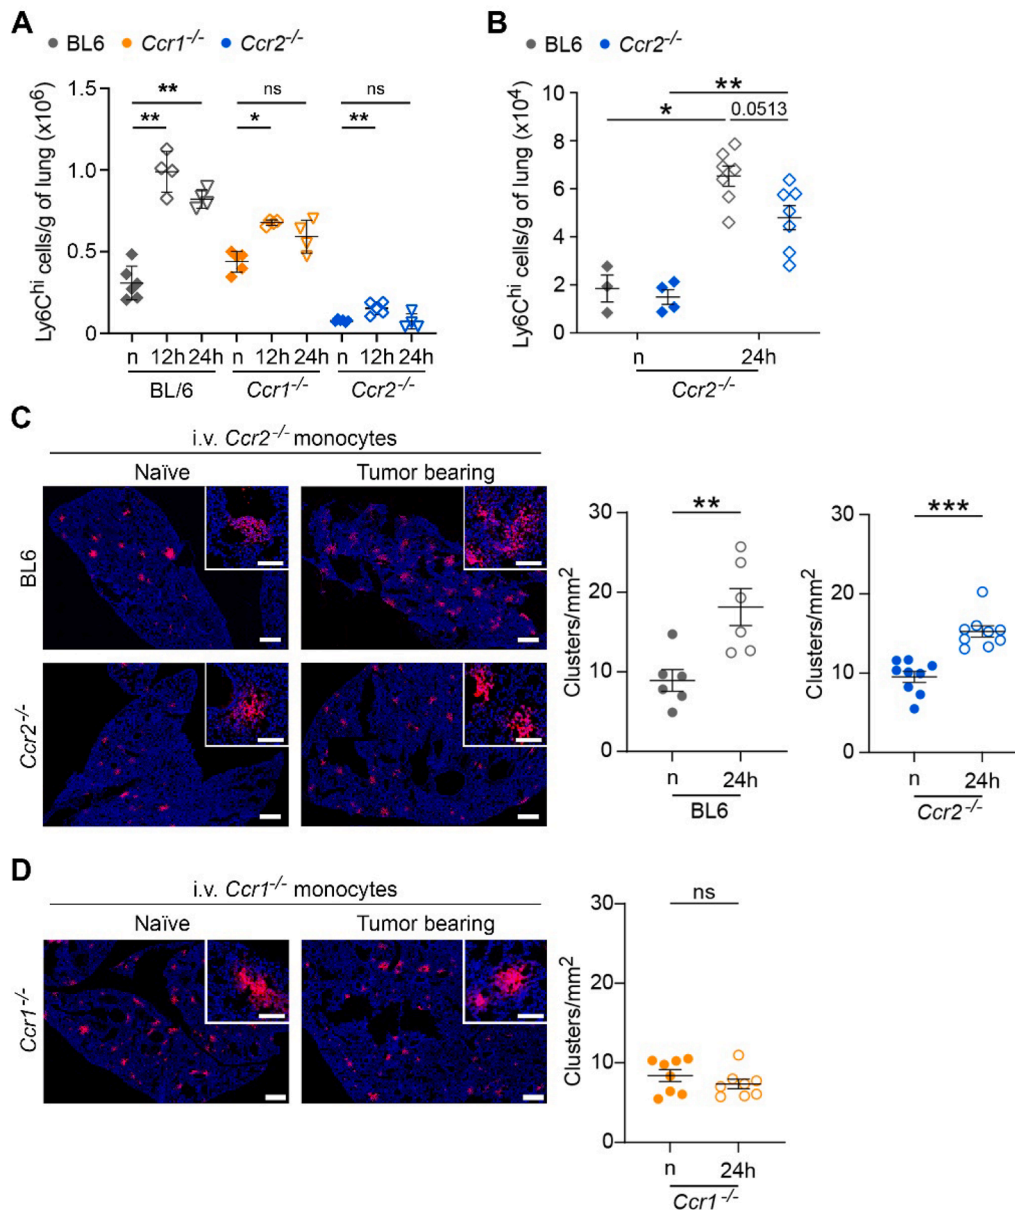 A
BL6 Ccr1-/- Ccr2-/-
Ly6Chi cells/g of lung (x10⁶)
1.5
1.0
0.5
0
**
**
ns
*
ns
**
n 12h 24h n 12h 24h n 12h 24h
BL/6 Ccr1-/- Ccr2-/-
B
BL6 Ccr2-/-
Ly6Chi cells/g of lung (x10⁴)
10
8
6
4
2
0
**
* 0.0513
n 24h
Ccr2-/-
C
i.v. Ccr2-/- monocytes
Naïve Tumor bearing
BL6
Ccr2-/-
Clusters/mm²
30
20
10
0
**
n 24h
BL6
Clusters/mm²
30
20
10
0
***
n 24h
Ccr2-/-
D
i.v. Ccr1-/- monocytes
Naïve Tumor bearing
Ccr1-/-
Clusters/mm²
30
20
10
0
ns
n 24h
Ccr1-/-